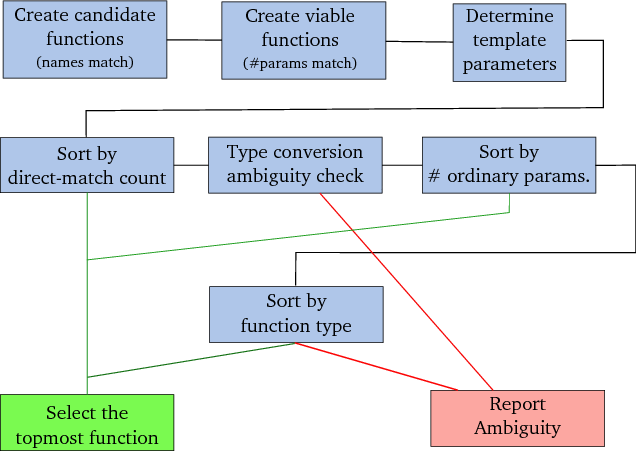 Create candidate
functions
(names match)
Create viable
functions
(#params match)
Determine
template
parameters
Sort by
direct-match count
Type conversion
ambiguity check
Sort by
# ordinary params.
Sort by
function type
Select the
topmost function
Report
Ambiguity